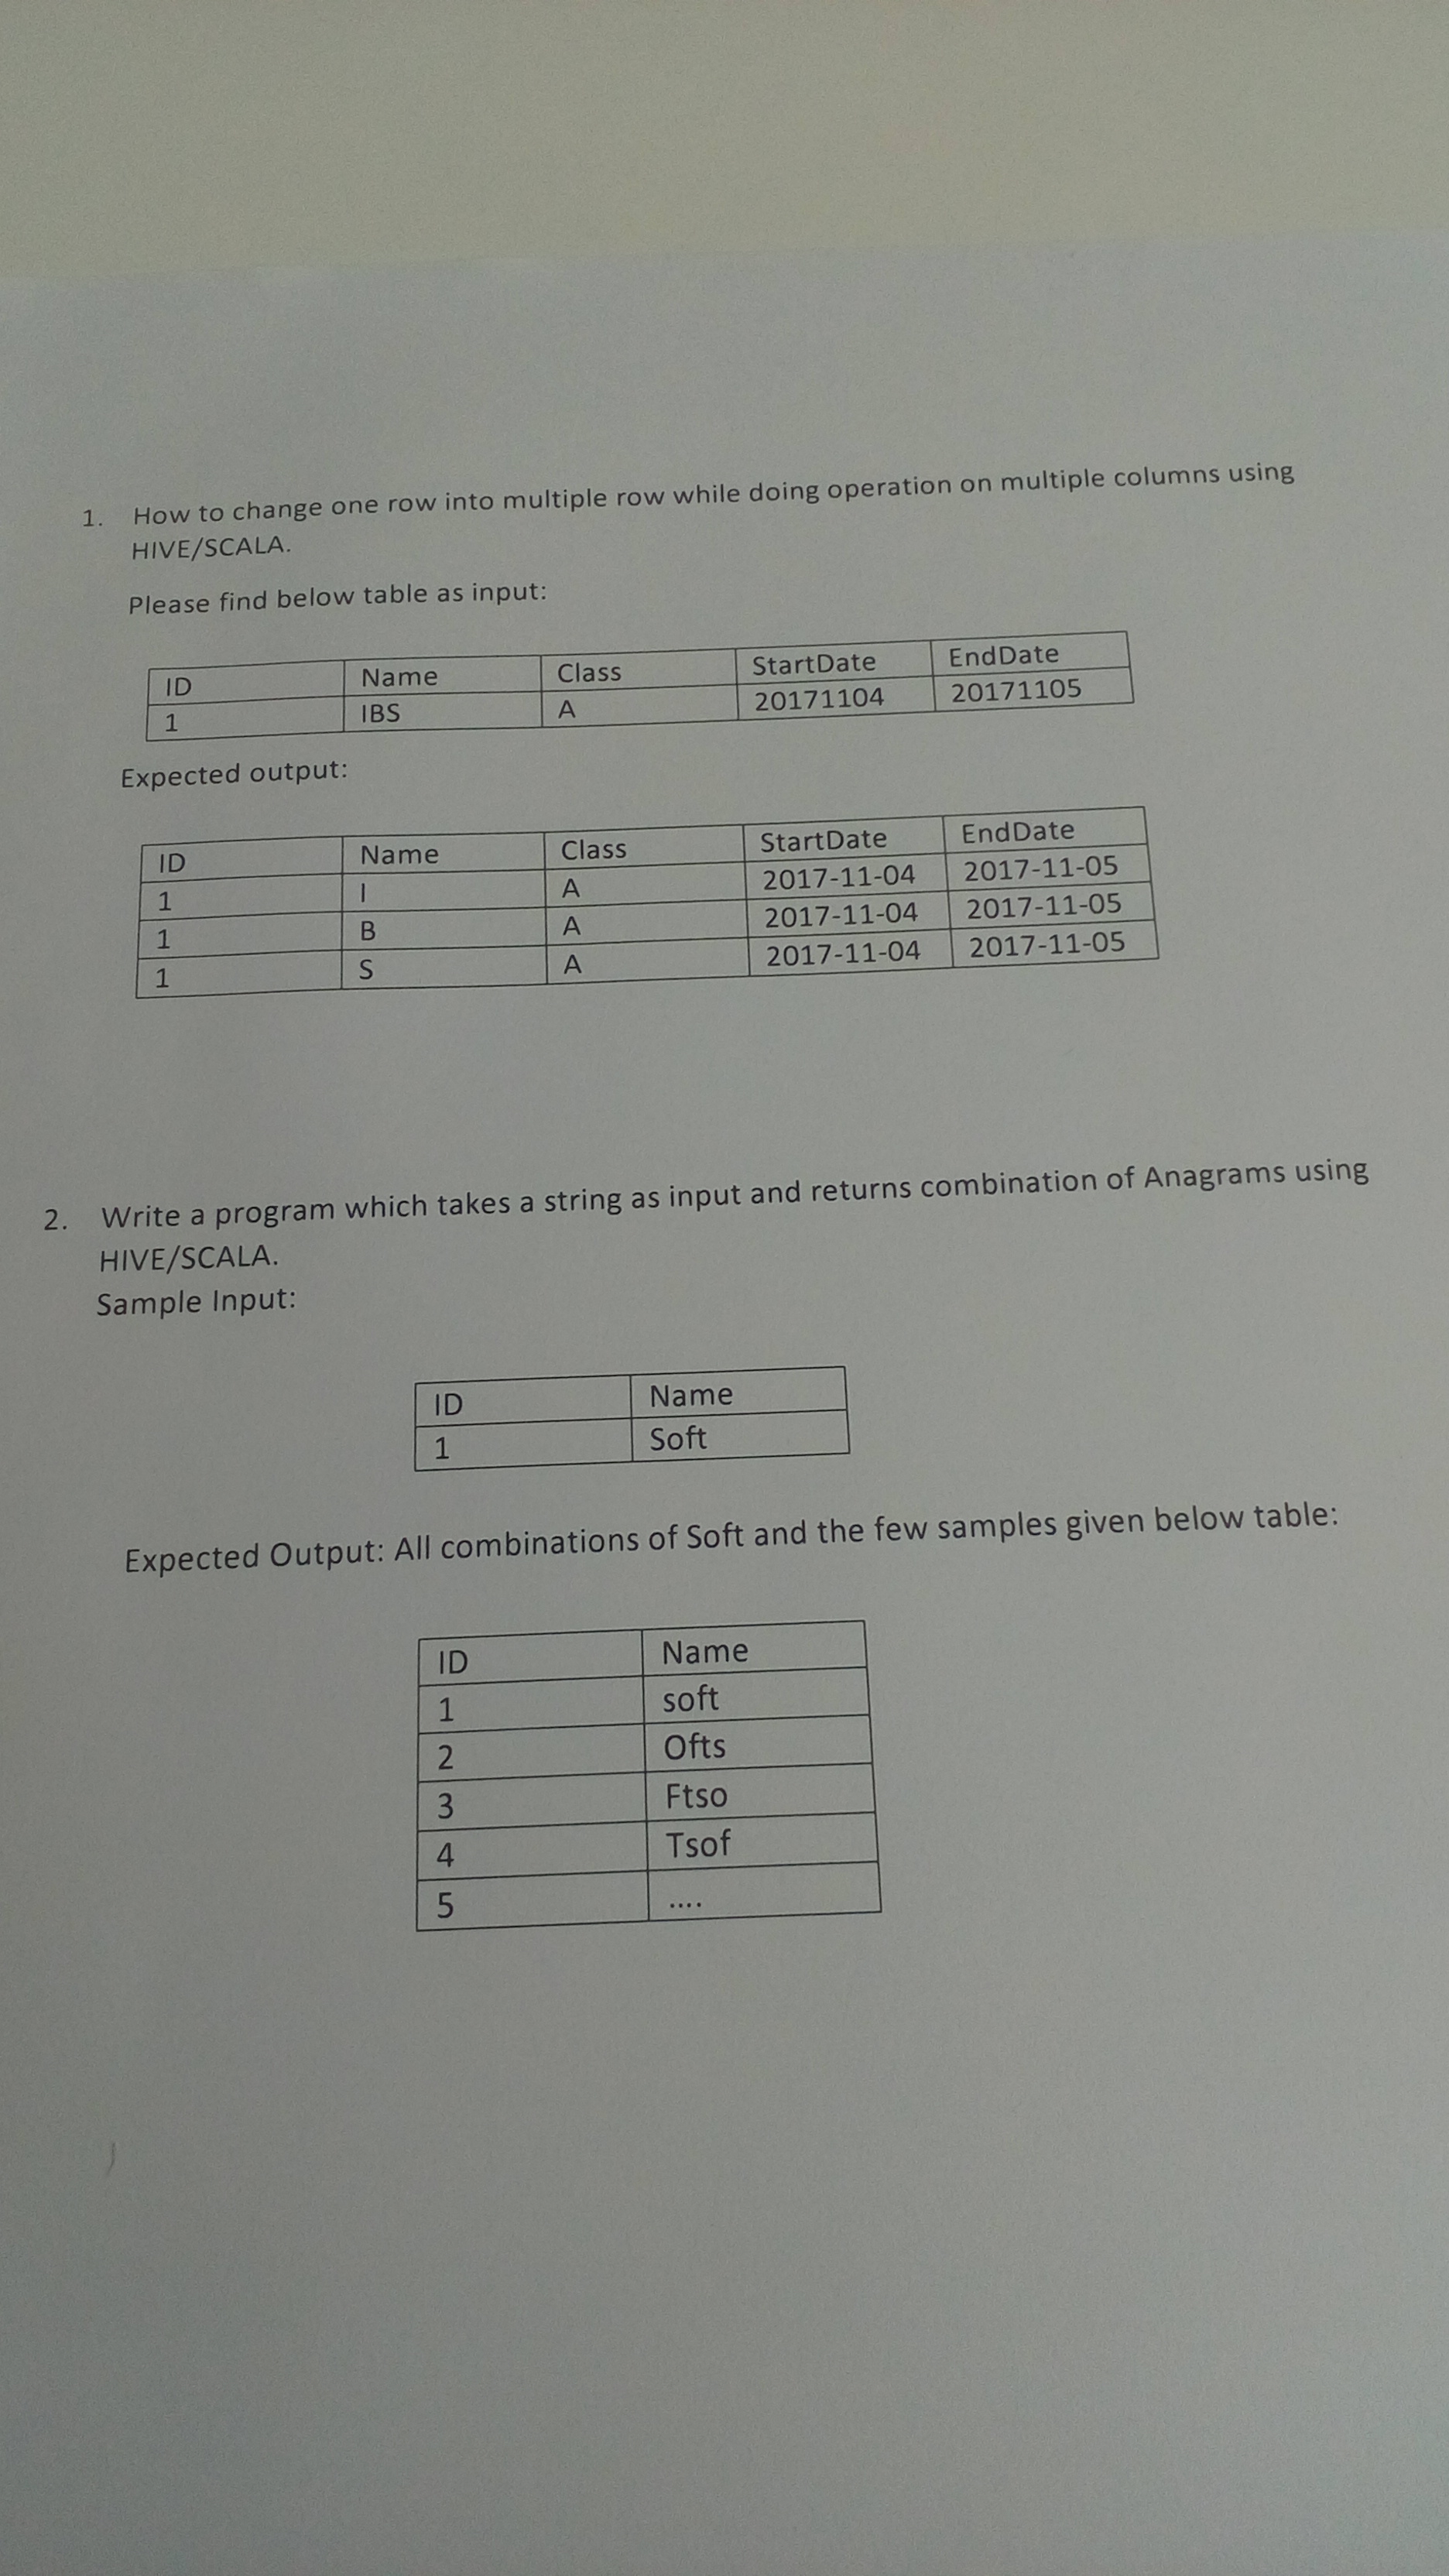 1. How to change one row into multiple row while doing operation on multiple columns using
HIVE/SCALA.
Please find below table as input:
ID Name Class StartDate EndDate
1 IBS A 20171104 20171105
Expected output:
ID Name Class StartDate EndDate
1 I A 2017-11-04 2017-11-05
1 B A 2017-11-04 2017-11-05
1 S A 2017-11-04 2017-11-05
2. Write a program which takes a string as input and returns combination of Anagrams using
HIVE/SCALA.
Sample Input:
ID Name
1 Soft
Expected Output: All combinations of Soft and the few samples given below table:
ID Name
1 soft
2 Ofts
3 Ftso
4 Tsof
5 ....